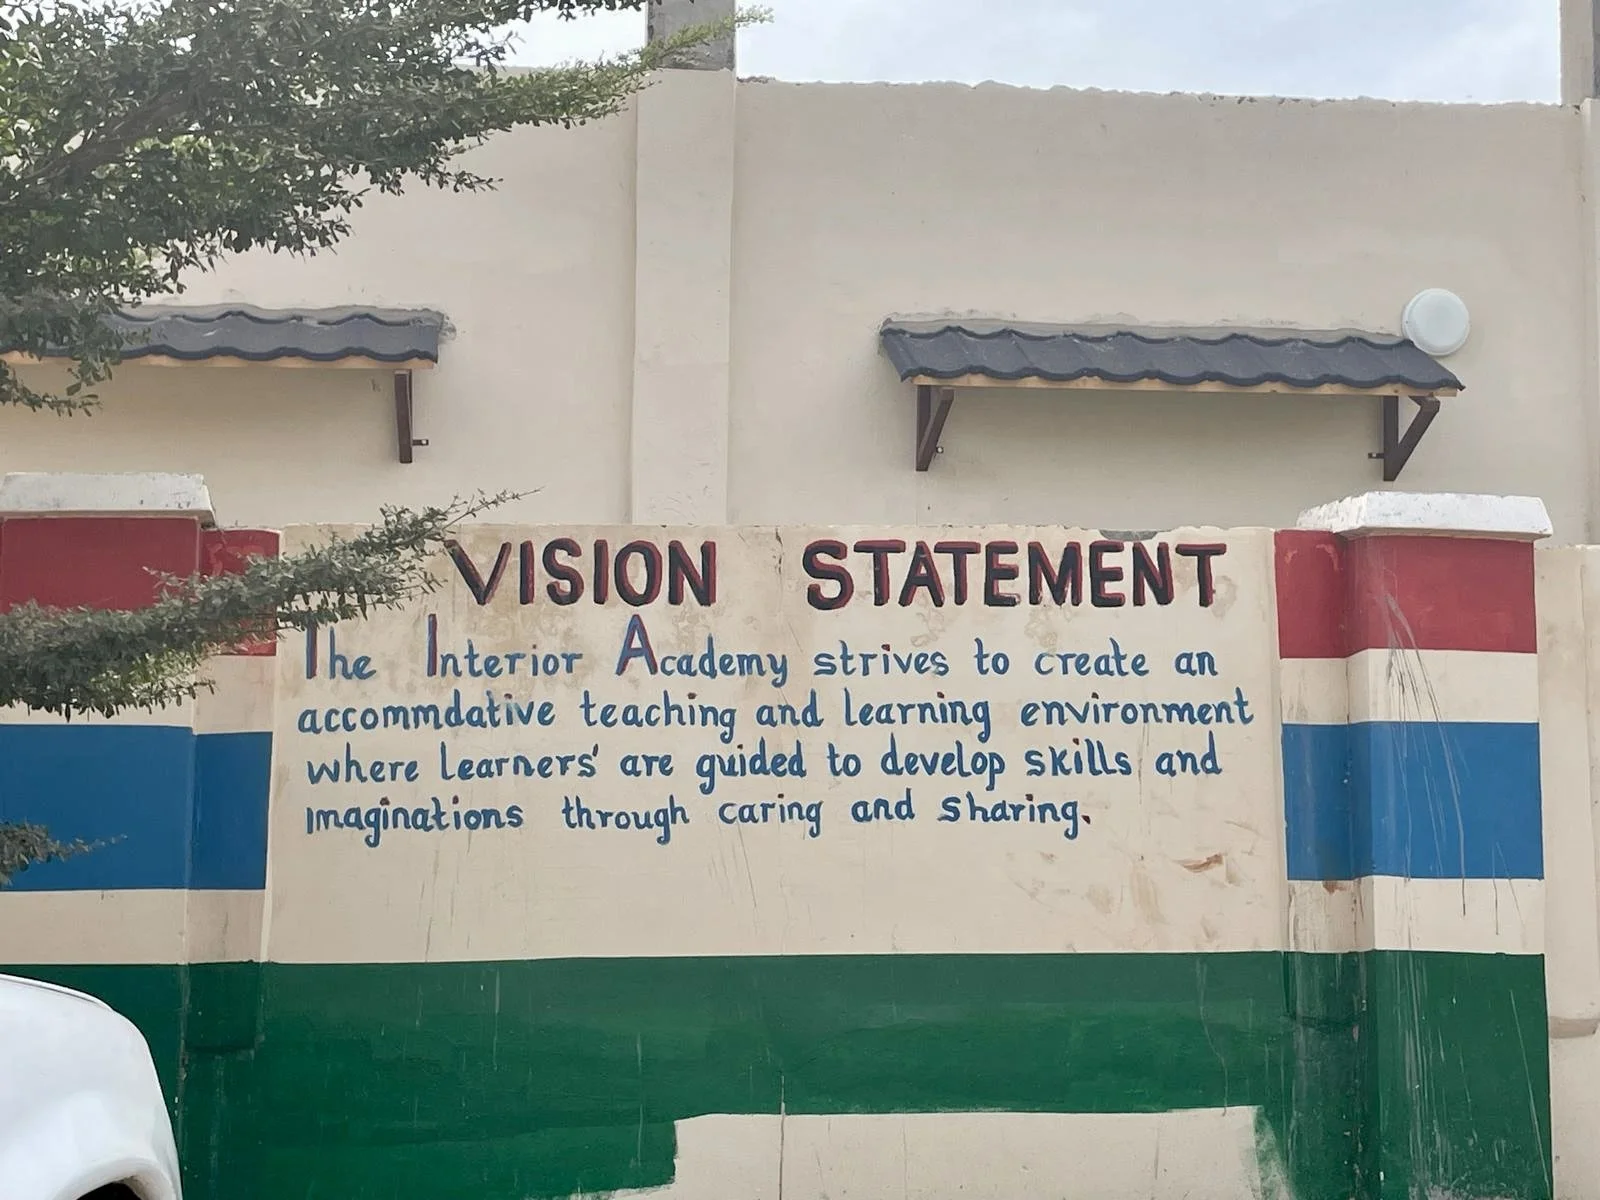 VISION STATEMENT
The Interior Academy strives to create an
accommdative teaching and learning environment
where learners' are guided to develop skills and
imaginations through caring and sharing.